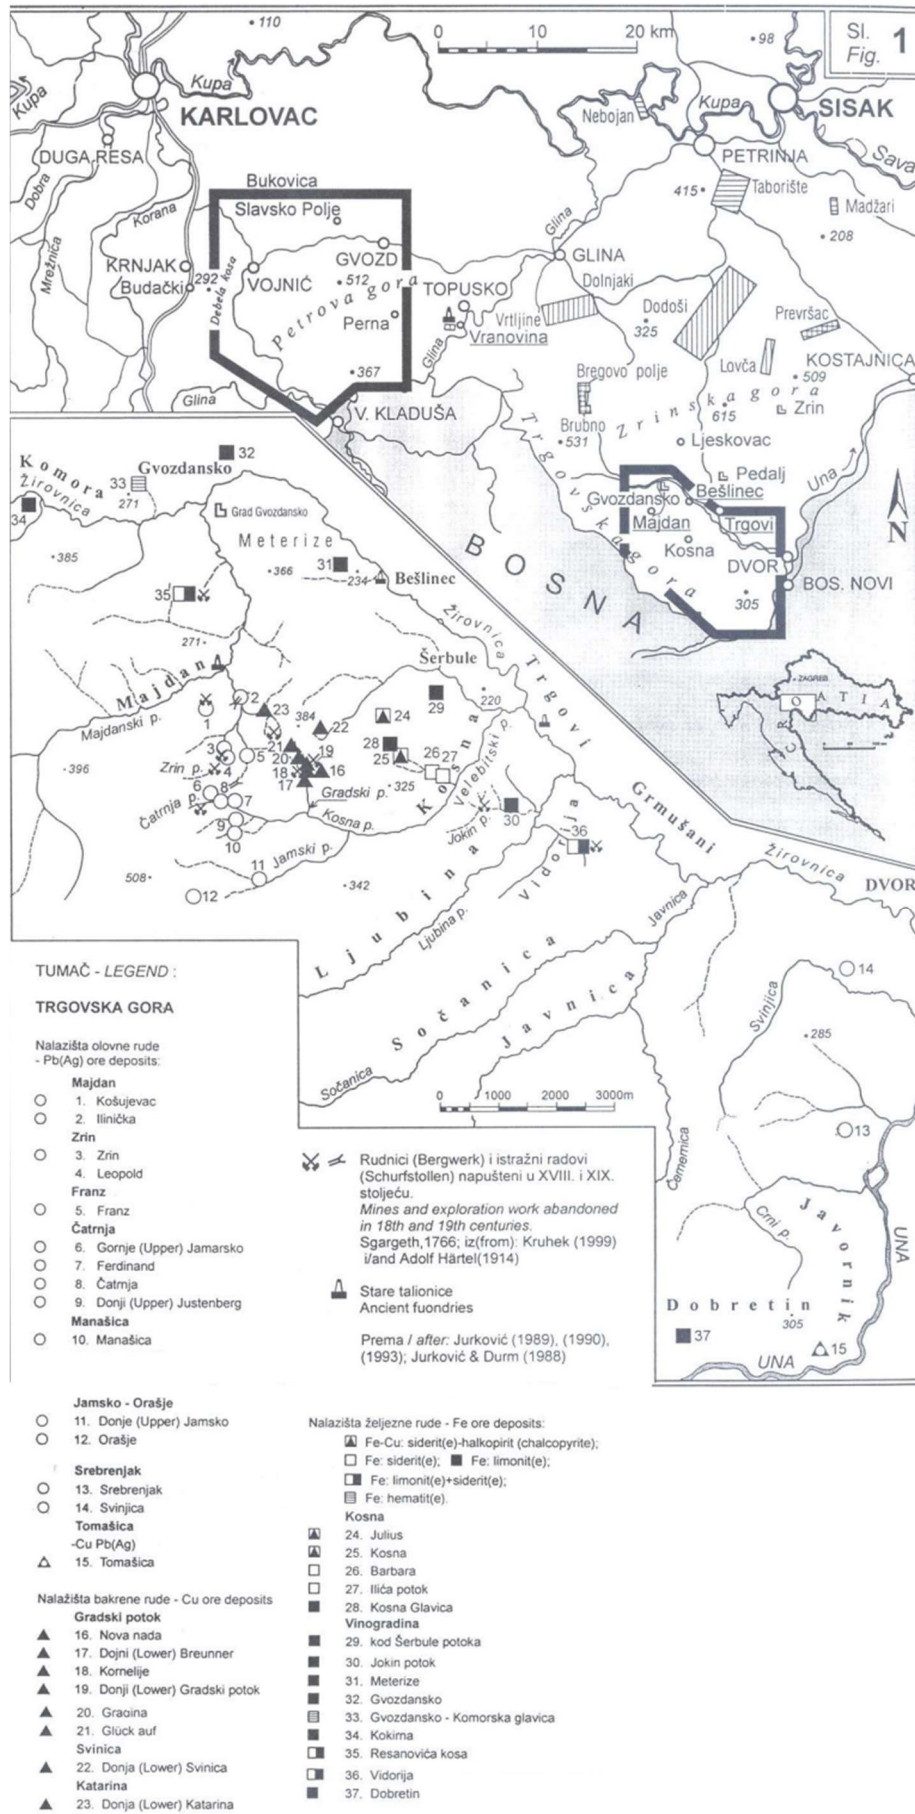 Sl.
Fig. 1
0 10 20 km
110
98
Kupa
Kupa
KARLOVAC
Nebojan
Kupa
SISAK
DUGA RESA
PETRINJA
Sava
Dobra
Bukovica
415
Taborište
Madžari
Korana
Slavsko Polje
Glina
208
Mrežnica
KRNJAK
GVOZD
GLINA
Budački
292
Debela kosa
VOJNIĆ
512
TOPUSKO
Dolnjaki
Petrova gora
Perna
Vrtljine
Dodoši
325
Prevršac
Glina
Vranovina
Lovča
KOSTAJNICA
367
Bregovo polje
509
Glina
V. KLADUŠA
Zrinska gora
615
Zrin
Brubno
531
Ljeskovac
Trgovska gora
Una
Pedalj
Gvozdansko
Bešlinec
Majdan
Trgovi
Kosna
N
DVOR
BOS. NOVI
305
BOSNA
ZAGREB
CROATIA
Komora
Žirovnica
33
271
Gvozdansko
32
34
Grad Gvozdansko
Meterize
385
366
31
234
Bešlinec
35
Žirovnica
271
Šerbule
Trgovi
Majdan
Majdanski p.
1
2
23
384
22
24
29
220
396
3
4
5
21
20
19
18
16
17
28
25
26
27
Zrin p.
325
Kosna
Velebitski p.
6
8
7
Čatrnja p.
Gradski p.
Kosna p.
9
10
Jokin p.
30
Grmušani
36
Vidorija
Žirovnica
DVOR
11
Jamski p.
508
12
342
Ljubina
Ljubina p.
Javnica
Sočanica
Javnica
14
Svinjica
285
Sočanica
0 1000 2000 3000m
13
Crni p.
Javornik
UNA
Dobretin
305
37
15
UNA
TUMAČ - LEGEND :
TRGOVSKA GORA
Nalazišta olovne rude
- Pb(Ag) ore deposits:
Majdan
1. Košujevac
2. Ilinička
Zrin
3. Zrin
4. Leopold
Franz
5. Franz
Čatrnja
6. Gornje (Upper) Jamarsko
7. Ferdinand
8. Čatrnja
9. Donji (Upper) Justenberg
Manašica
10. Manašica
Rudnici (Bergwerk) i istražni radovi
(Schurfstollen) napušteni u XVIII. i XIX.
stoljeću.
Mines and exploration work abandoned
in 18th and 19th centuries.
Sgargeth,1766; iz(from): Kruhek (1999)
i/and Adolf Härtel(1914)
Stare talionice
Ancient fuondries
Prema / after: Jurković (1989), (1990),
(1993); Jurković & Durm (1988)
Jamsko - Orašje
11. Donje (Upper) Jamsko
12. Orašje
Srebrenjak
13. Srebrenjak
14. Svinjica
Tomašica
-Cu Pb(Ag)
15. Tomašica
Nalažišta bakrene rude - Cu ore deposits
Gradski potok
16. Nova nada
17. Dojni (Lower) Breunner
18. Kornelije
19. Donji (Lower) Gradski potok
20. Gragina
21. Glück auf
Svinica
22. Donja (Lower) Svinica
Katarina
23. Donja (Lower) Katarina
Nalazišta željezne rude - Fe ore deposits:
Fe-Cu: siderit(e)-halkopirit (chalcopyrite);
Fe: siderit(e); Fe: limonit(e);
Fe: limonit(e)+siderit(e);
Fe: hematit(e).
Kosna
24. Julius
25. Kosna
26. Barbara
27. Ilića potok
28. Kosna Glavica
Vinogradina
29. kod Šerbule potoka
30. Jokin potok
31. Meterize
32. Gvozdansko
33. Gvozdansko - Komorska glavica
34. Kokirna
35. Resanovića kosa
36. Vidorija
37. Dobretin